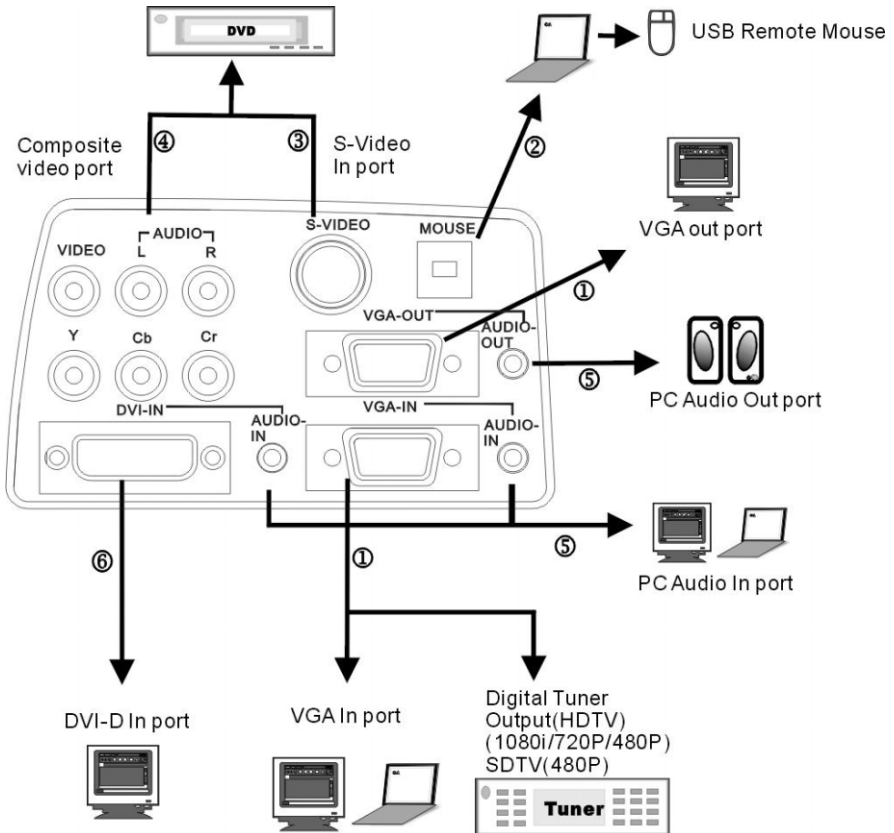 DVD
USB Remote Mouse
Composite
video port
④
③
S-Video
In port
②
VGA out port
VIDEO
AUDIO
L
R
S-VIDEO
MOUSE
①
VGA-OUT
AUDIO-
OUT
Y
Cb
Cr
⑤
PC Audio Out port
DVI-IN
AUDIO-
IN
VGA-IN
AUDIO-
IN
⑥
①
⑤
PC Audio In port
DVI-D In port
VGA In port
Digital Tuner
Output(HDTV)
(1080i/720P/480P)
SDTV(480P)
Tuner